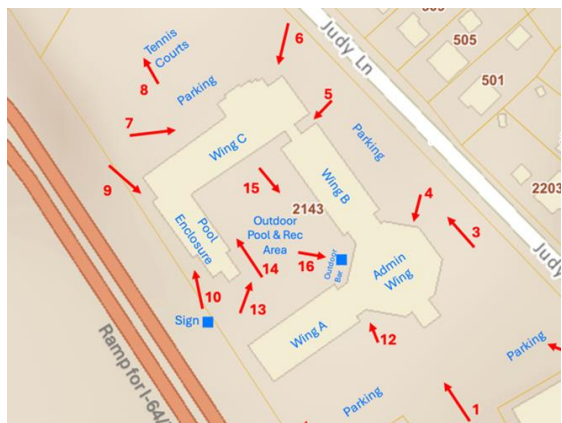 505
501
2203
Judy Ln
Judy
6
Tennis
Courts
8
Parking
7
5
Wing C
Parking
9
15
Wing B
2143
4
3
Pool
Enclosure
Outdoor
Pool & Rec
Area
14
16
Outdoor
Bar
Admin
Wing
10
13
Sign
Wing A
12
Parking
Parking
1
Ramp for I-64/